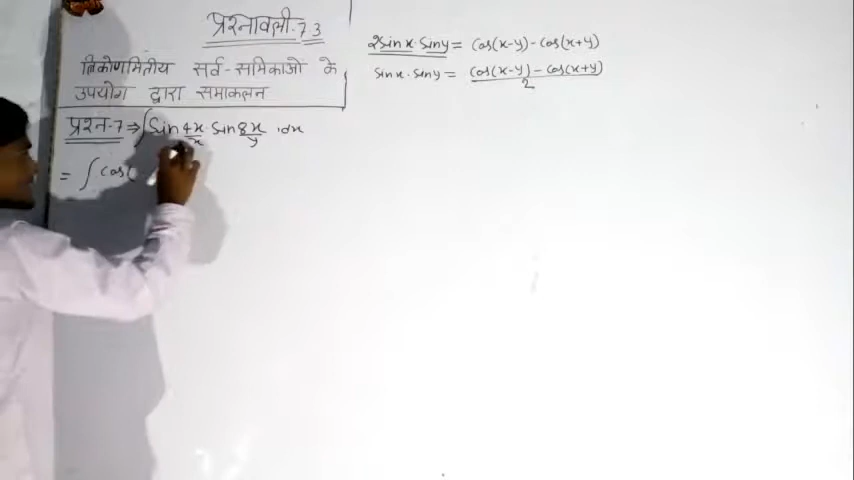 प्रश्नावली-7.3
त्रिकोणमितीय सर्व-समिकाओं के
उपयोग द्वारा समाकलन
2sinx·siny = cos(x-y) - cos(x+y)
sinx·siny = cos(x-y) - cos(x+y)
2
प्रश्न-7 ⇒ ∫sin4x·sin8x·dx
x y
= ∫ cos(